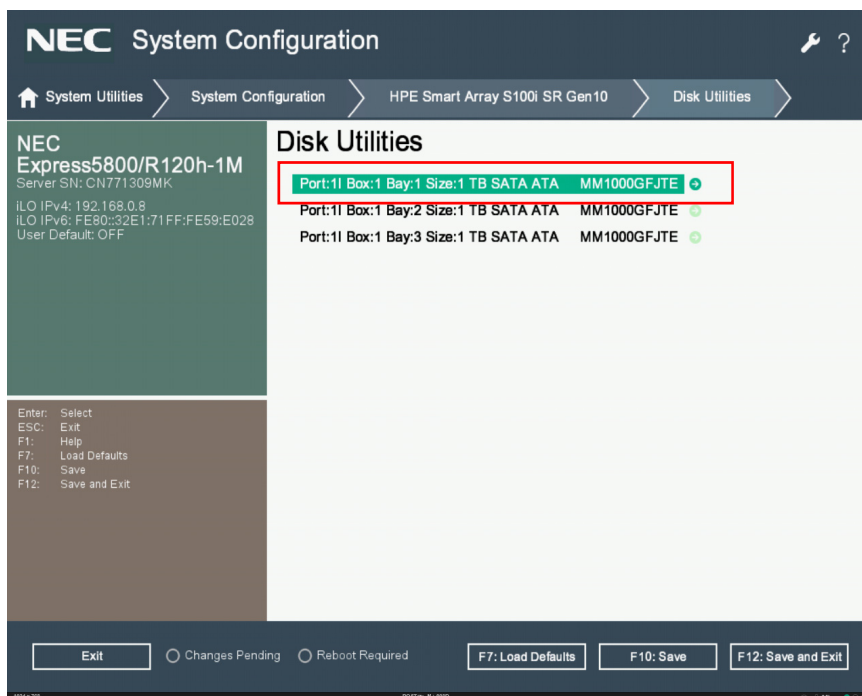 NEC System Configuration ?
System Utilities System Configuration HPE Smart Array S100i SR Gen10 Disk Utilities
NEC
Express5800/R120h-1M
Server SN: CN771309MK
iLO IPv4: 192.168.0.8
iLO IPv6: FE80::32E1:71FF:FE59:E028
User Default: OFF
Disk Utilities
Port:1I Box:1 Bay:1 Size:1 TB SATA ATA MM1000GFJTE
Port:1I Box:1 Bay:2 Size:1 TB SATA ATA MM1000GFJTE
Port:1I Box:1 Bay:3 Size:1 TB SATA ATA MM1000GFJTE
Enter: Select
ESC: Exit
F1: Help
F7: Load Defaults
F10: Save
F12: Save and Exit
Exit Changes Pending Reboot Required F7: Load Defaults F10: Save F12: Save and Exit